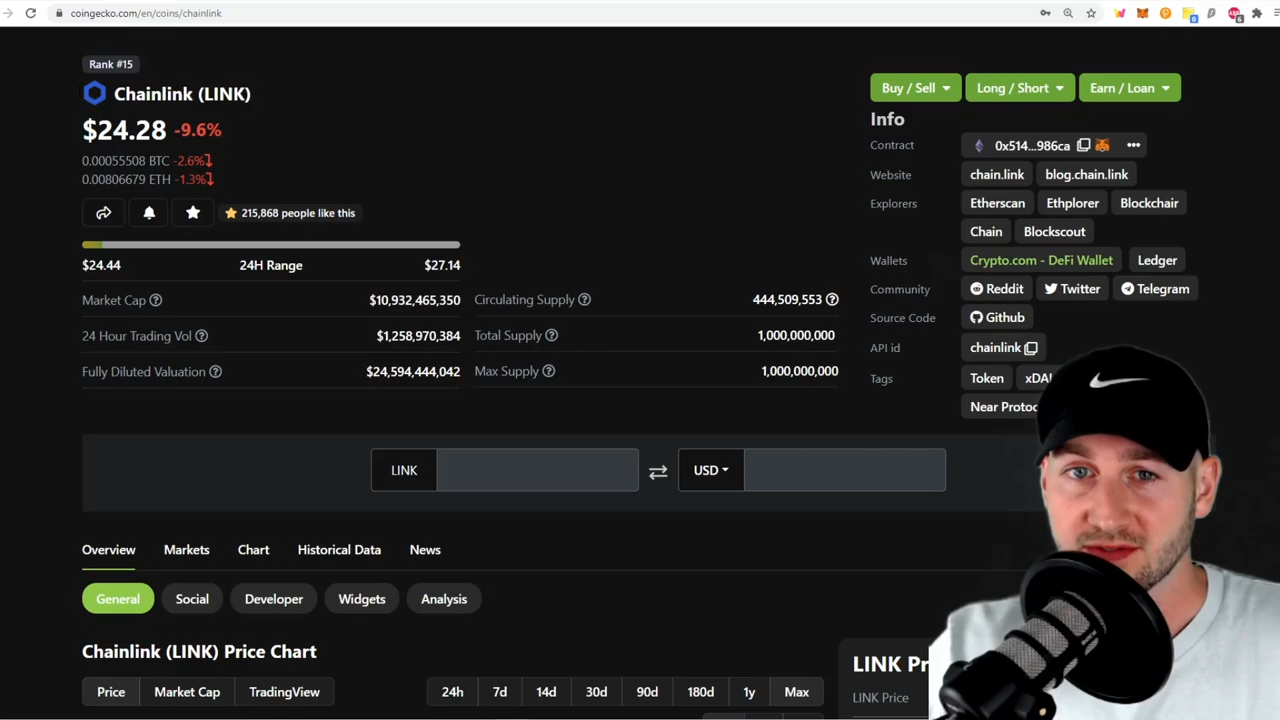 coingecko.com/en/coins/chainlink
Rank #15
Chainlink (LINK)
$24.28 -9.6%
0.00055508 BTC -2.6%
0.00806679 ETH -1.3%
215,868 people like this
$24.44 24H Range $27.14
Market Cap $10,932,465,350
24 Hour Trading Vol $1,258,970,384
Fully Diluted Valuation $24,594,444,042
Circulating Supply 444,509,553
Total Supply 1,000,000,000
Max Supply 1,000,000,000
Buy / Sell Long / Short Earn / Loan
Info
Contract 0x514...986ca
Website chain.link blog.chain.link
Explorers Etherscan Ethplorer Blockchair
Chain Blockscout
Wallets Crypto.com - DeFi Wallet Ledger
Community Reddit Twitter Telegram
Source Code Github
API id chainlink
Tags Token xDAI
Near Protoc
LINK USD
Overview Markets Chart Historical Data News
General Social Developer Widgets Analysis
Chainlink (LINK) Price Chart
Price Market Cap TradingView
24h 7d 14d 30d 90d 180d 1y Max
LINK Pr
LINK Price